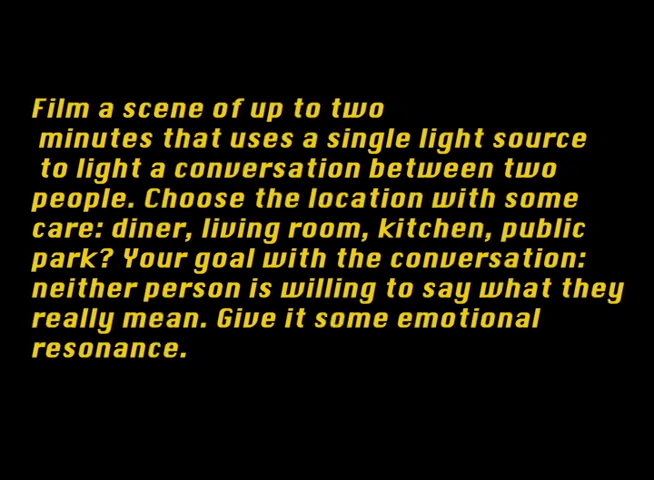 Film a scene of up to two
minutes that uses a single light source
to light a conversation between two
people. Choose the location with some
care: diner, living room, kitchen, public
park? Your goal with the conversation:
neither person is willing to say what they
really mean. Give it some emotional
resonance.